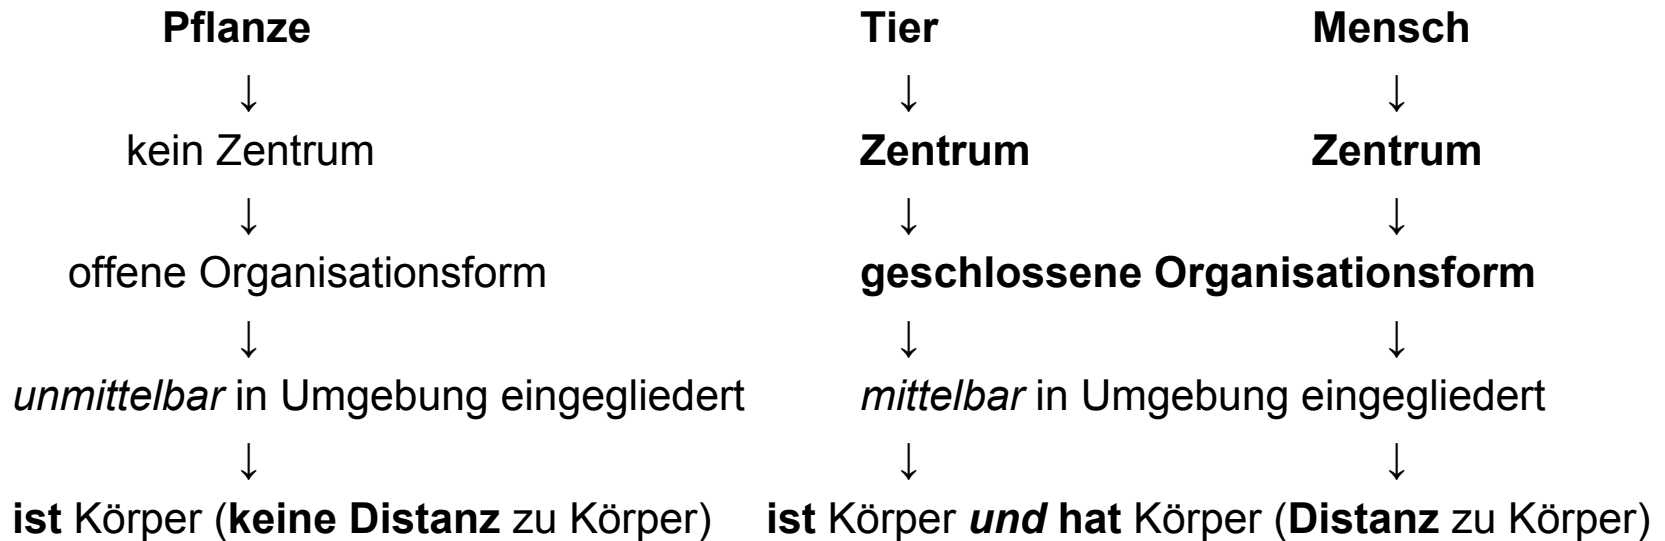 Pflanze Tier Mensch
↓ ↓ ↓
kein Zentrum Zentrum Zentrum
↓ ↓ ↓
offene Organisationsform geschlossene Organisationsform
↓ ↓ ↓
unmittelbar in Umgebung eingegliedert mittelbar in Umgebung eingegliedert
↓ ↓ ↓
ist Körper (keine Distanz zu Körper) ist Körper und hat Körper (Distanz zu Körper)